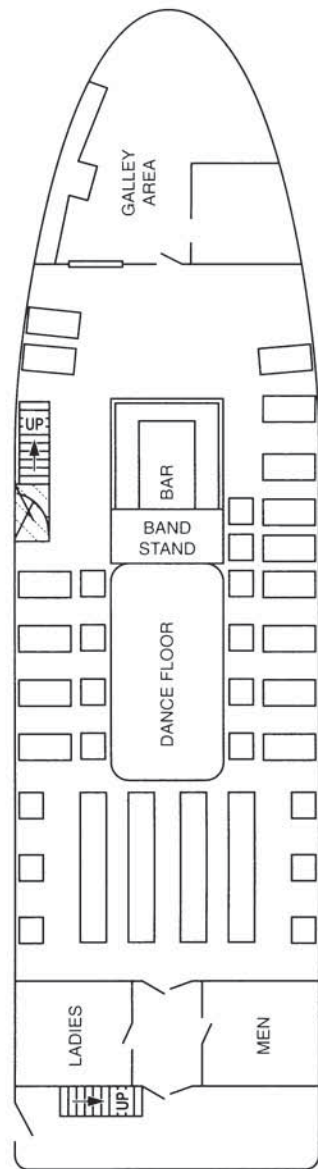 GALLEY
AREA
UP
BAR
BAND
STAND
DANCE FLOOR
LADIES
MEN
UP